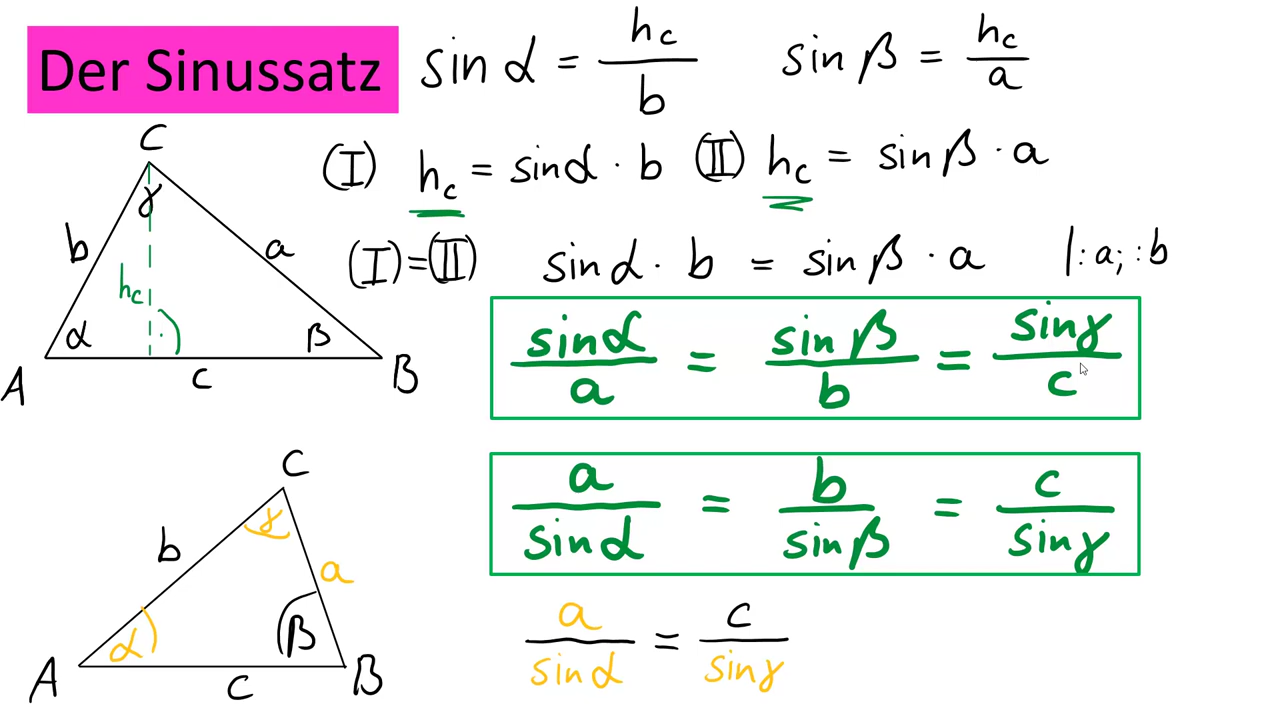 Der Sinussatz
sin α = h_c / b
sin β = h_c / a
(I) h_c = sin α · b
(II) h_c = sin β · a
(I) = (II) sin α · b = sin β · a |: a; : b
sin α / a = sin β / b = sin γ / c
a / sin α = b / sin β = c / sin γ
a / sin α = c / sin γ
C
γ
b
a
h_c
α
β
A
c
B
C
γ
b
a
α
β
A
c
B